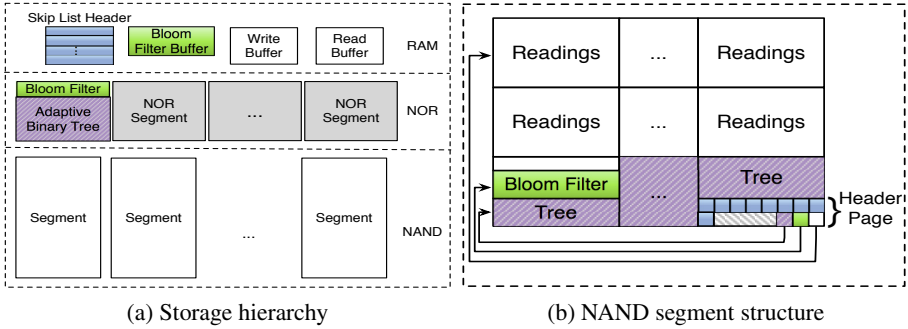 Skip List Header
⋮
Bloom
Filter Buffer
Write
Buffer
Read
Buffer
RAM
Bloom Filter
Adaptive
Binary Tree
NOR
Segment
...
NOR
Segment
NOR
Segment
Segment
...
Segment
NAND
(a) Storage hierarchy
Readings
...
Readings
Readings
...
Readings
Bloom Filter
Tree
...
Tree
Header
Page
(b) NAND segment structure